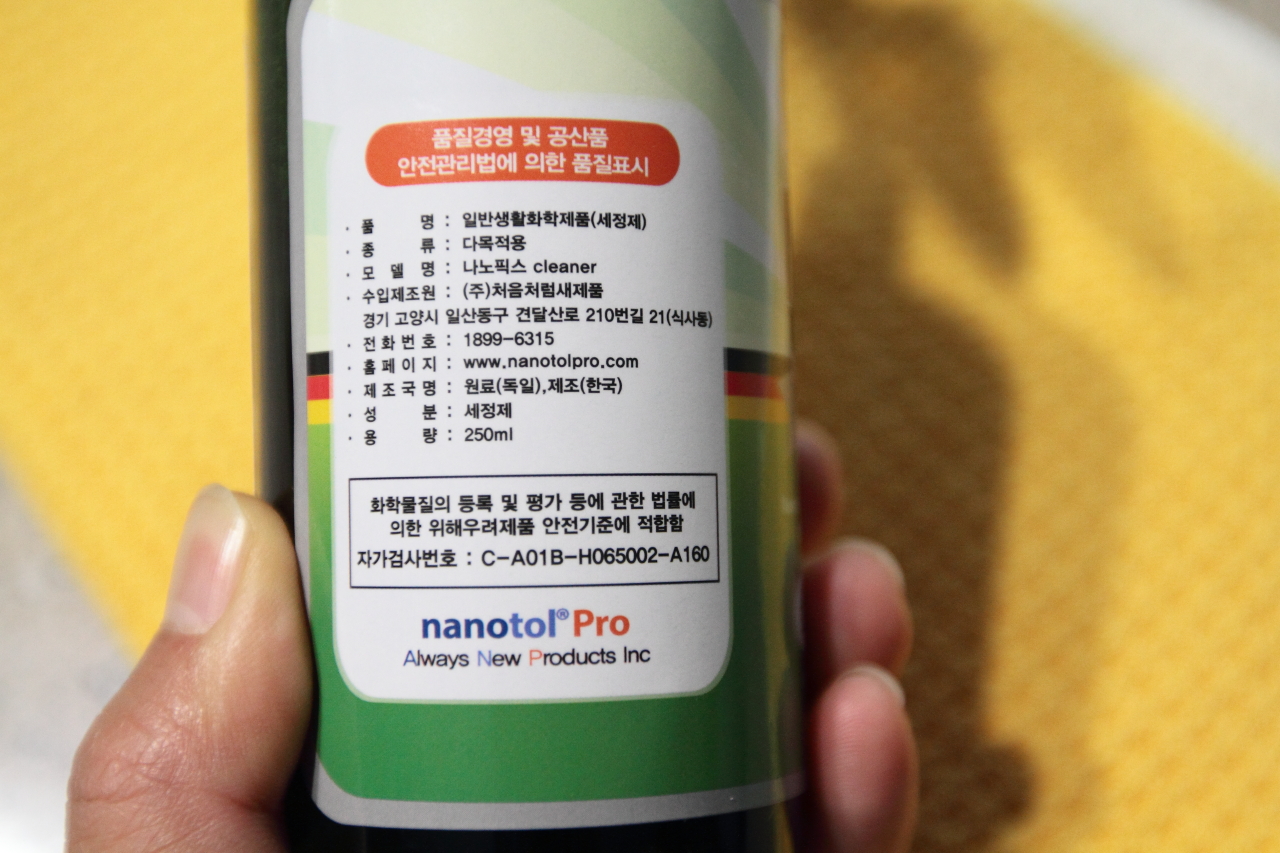 품질경영 및 공산품
안전관리법에 의한 품질표시
· 품 명 : 일반생활화학제품(세정제)
· 종 류 : 다목적용
· 모 델 명 : 나노픽스 cleaner
· 수입제조원 : (주)처음처럼새제품
경기 고양시 일산동구 견달산로 210번길 21(식사동)
· 전화번호 : 1899-6315
· 홈페이지 : www.nanotolpro.com
· 제조국명 : 원료(독일),제조(한국)
· 성 분 : 세정제
· 용 량 : 250ml
화학물질의 등록 및 평가 등에 관한 법률에
의한 위해우려제품 안전기준에 적합함
자가검사번호 : C-A01B-H065002-A160
nanotol® Pro
Always New Products Inc